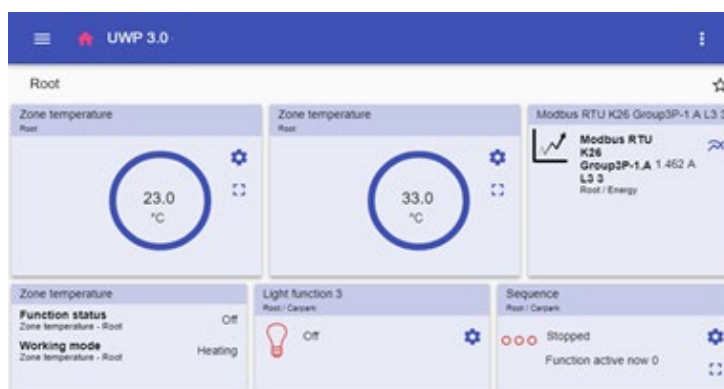 UWP 3.0
Root
Zone temperature
Root
23.0
°C
Zone temperature
Root
33.0
°C
Modbus RTU K26 Group3P-1.A L3 3
Modbus RTU
K26
Group3P-1.A 1.462 A
L3 3
Root / Energy
Zone temperature
Function status Off
Zone temperature - Root
Working mode Heating
Zone temperature - Root
Light function 3
Root / Carpark
Off
Sequence
Root / Carpark
Stopped
Function active now 0